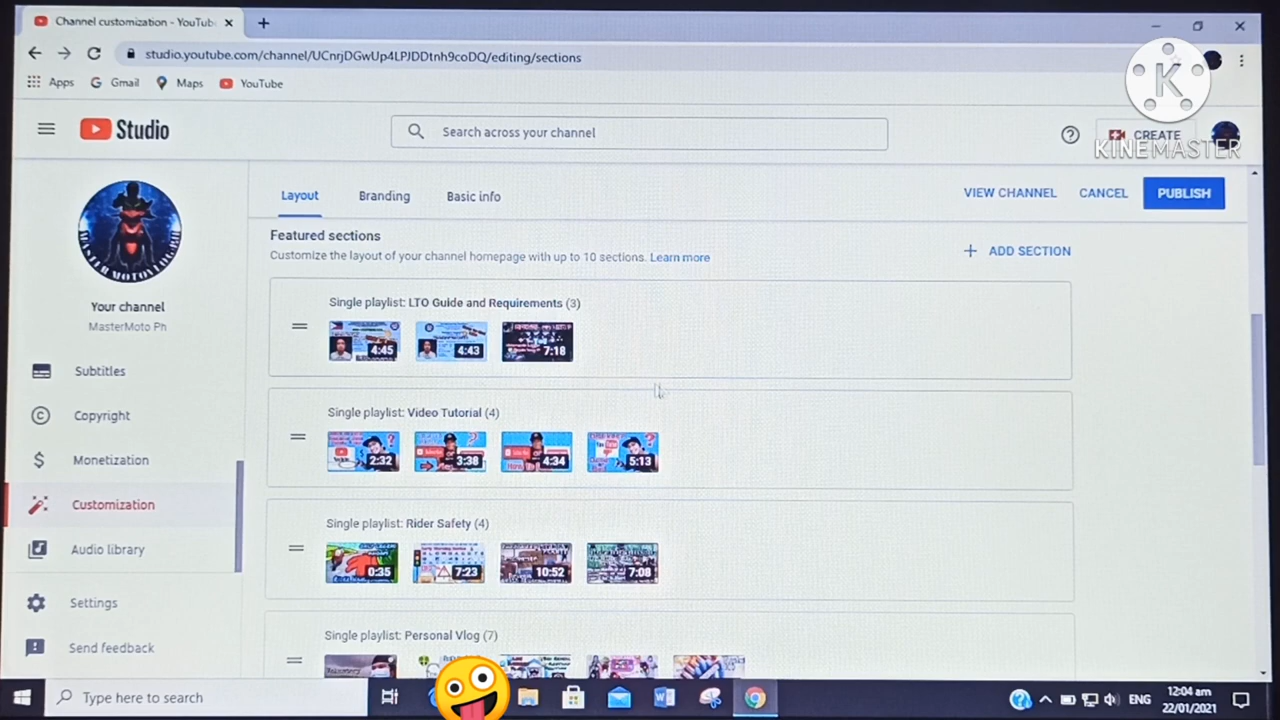 Channel customization - YouTub
studio.youtube.com/channel/UCnrjDGwUp4LPJDDtnh9coDQ/editing/sections
Apps Gmail Maps YouTube
K
KINEMASTER
Studio
Search across your channel
CREATE
Layout Branding Basic info
VIEW CHANNEL CANCEL PUBLISH
Featured sections
Customize the layout of your channel homepage with up to 10 sections. Learn more
ADD SECTION
Your channel
MasterMoto Ph
Subtitles
Copyright
Monetization
Customization
Audio library
Settings
Send feedback
Single playlist: LTO Guide and Requirements (3)
4:45 4:43 7:18
Single playlist: Video Tutorial (4)
2:32 3:38 4:34 5:13
Single playlist: Rider Safety (4)
0:35 7:23 10:52 7:08
Single playlist: Personal Vlog (7)
Type here to search
ENG
12:04 am
22/01/2021